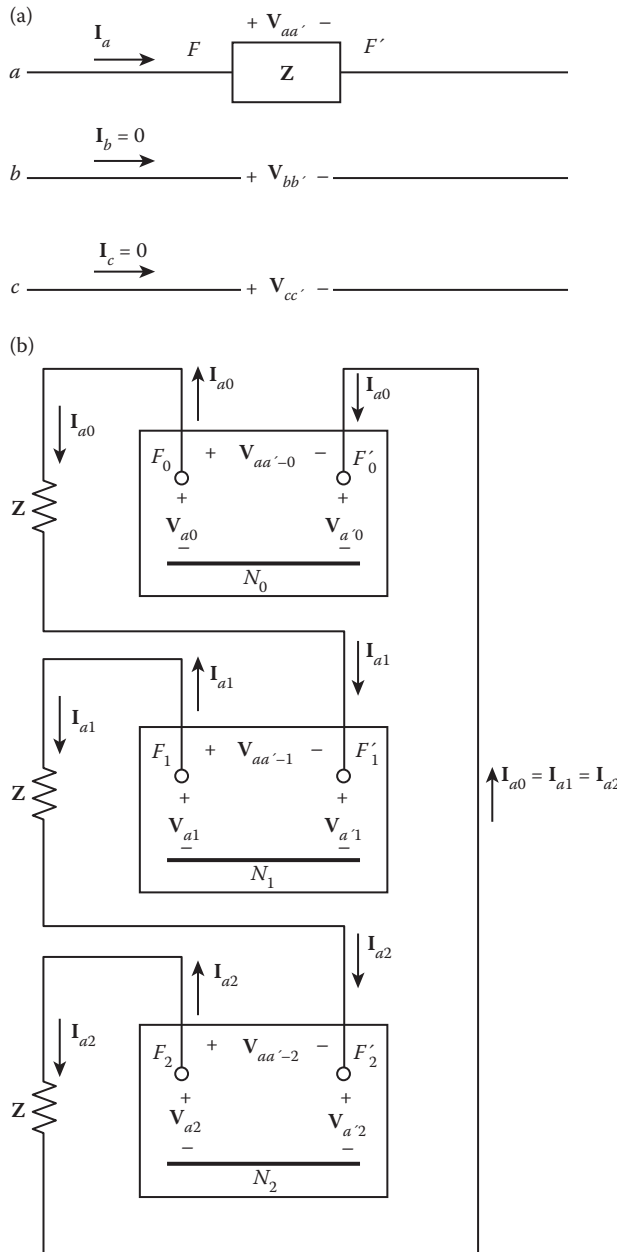 (a)
+ V_aa′ −
I_a
F
F′
a
Z
I_b = 0
b
+ V_bb′ −
I_c = 0
c
+ V_cc′ −
(b)
I_a0
I_a0
I_a0
F_0 + V_aa′−0 − F′_0
Z
+ +
V_a0 V_a′0
− −
N_0
I_a1
I_a1
I_a1
F_1 + V_aa′−1 − F′_1
Z
I_a0 = I_a1 = I_a2
+ +
V_a1 V_a′1
− −
N_1
I_a2
I_a2
I_a2
F_2 + V_aa′−2 − F′_2
Z
+ +
V_a2 V_a′2
− −
N_2